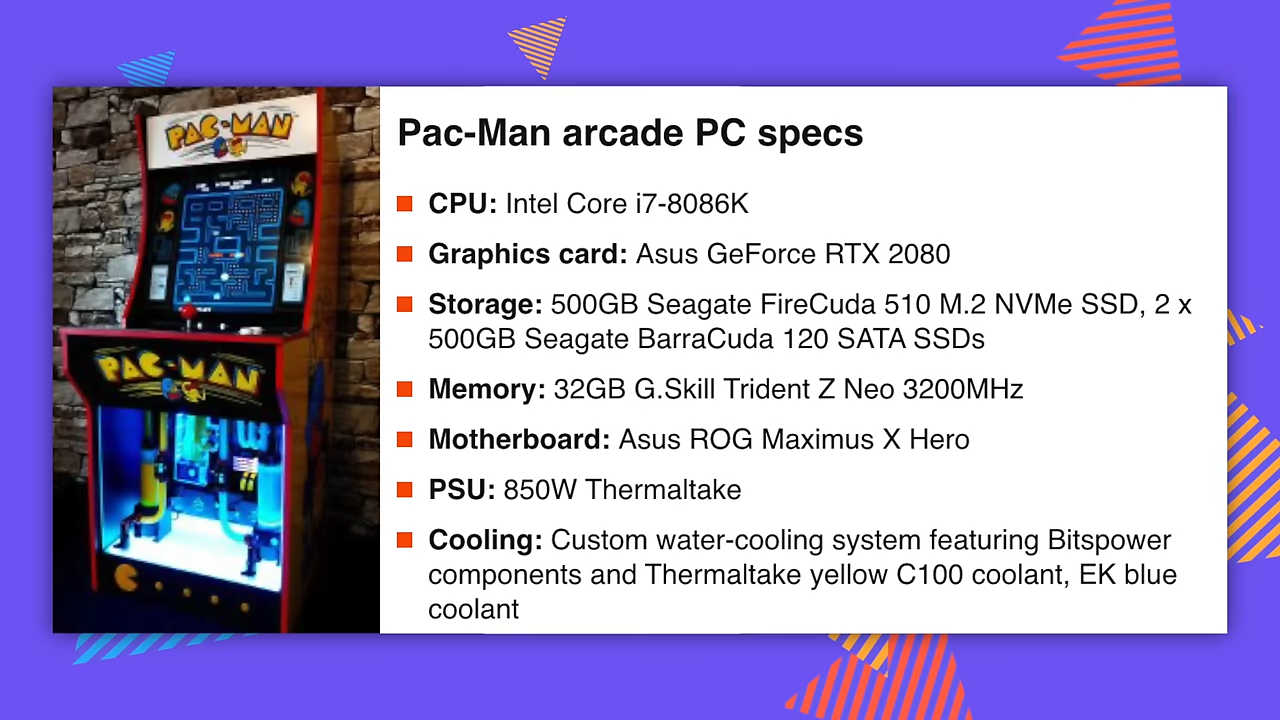 PAC-MAN
PAC-MAN
Pac-Man arcade PC specs
CPU: Intel Core i7-8086K
Graphics card: Asus GeForce RTX 2080
Storage: 500GB Seagate FireCuda 510 M.2 NVMe SSD, 2 x
500GB Seagate BarraCuda 120 SATA SSDs
Memory: 32GB G.Skill Trident Z Neo 3200MHz
Motherboard: Asus ROG Maximus X Hero
PSU: 850W Thermaltake
Cooling: Custom water-cooling system featuring Bitspower
components and Thermaltake yellow C100 coolant, EK blue
coolant